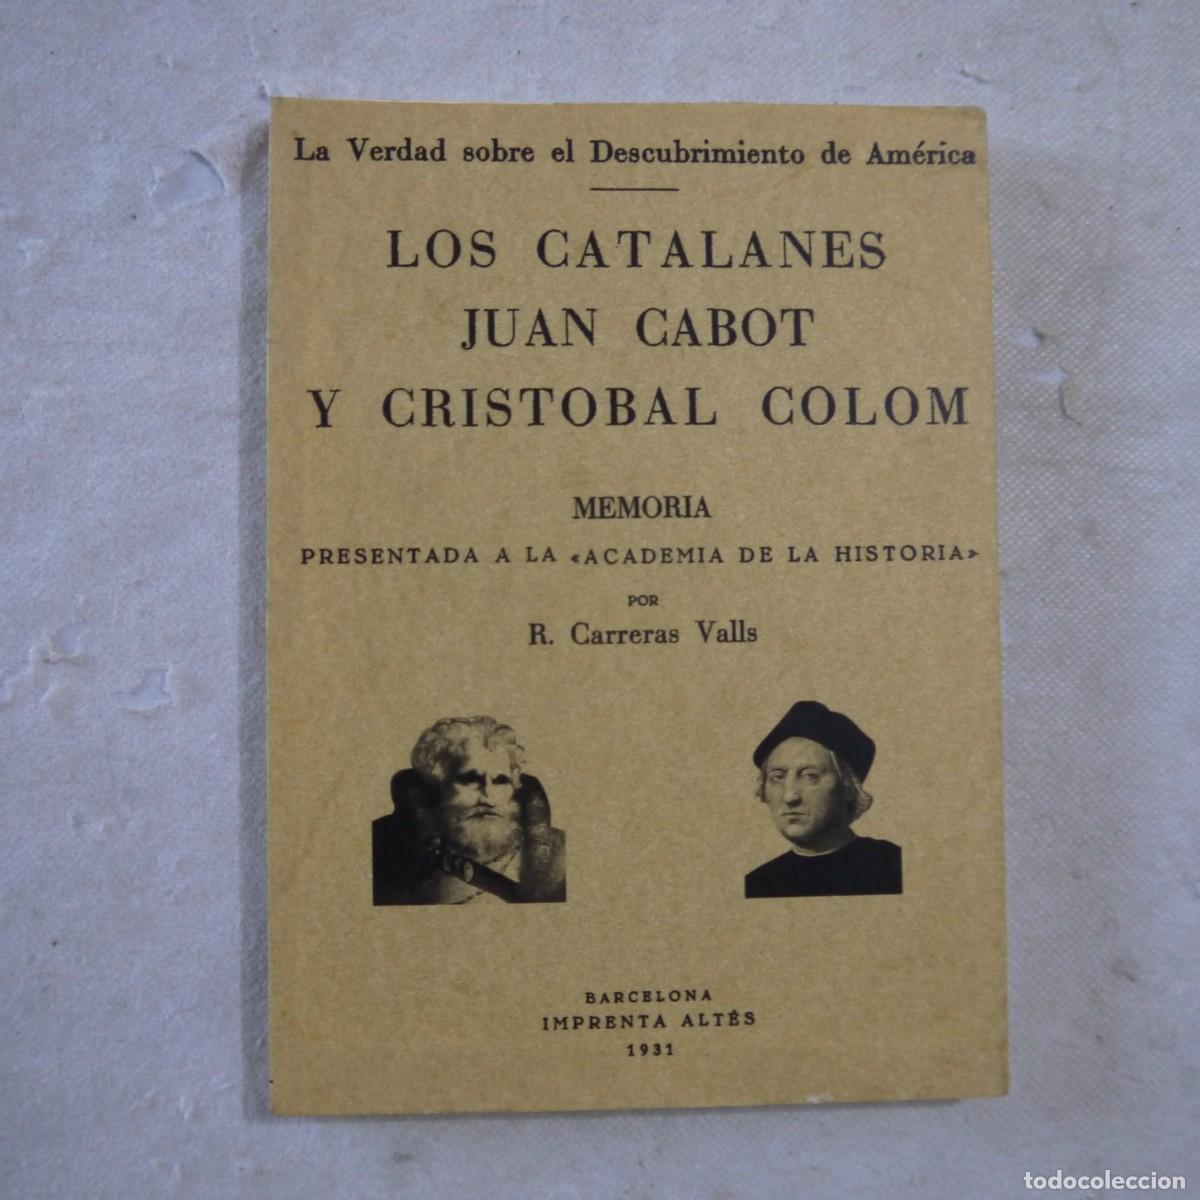 La Verdad sobre el Descubrimiento de América
LOS CATALANES
JUAN CABOT
Y CRISTOBAL COLOM
MEMORIA
PRESENTADA A LA «ACADEMIA DE LA HISTORIA»
POR
R. Carreras Valls
BARCELONA
IMPRENTA ALTÉS
1931
todocoleccion